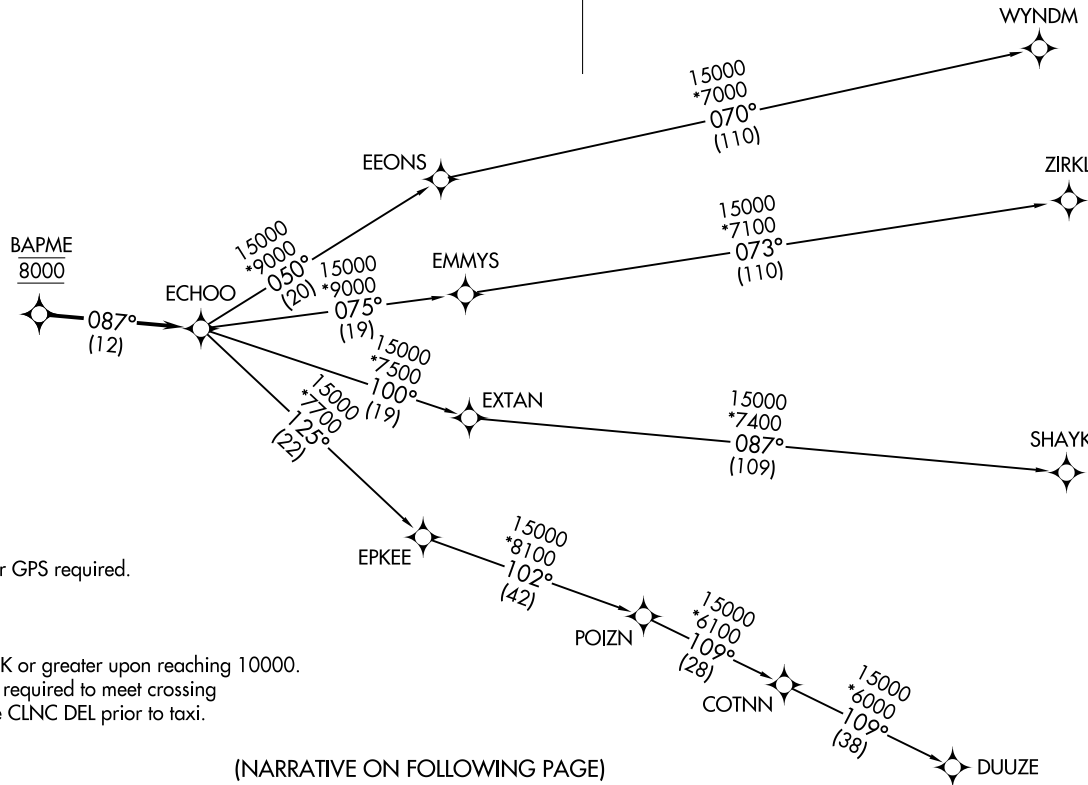 WYNDM
15000
*7000
070°
(110)
EEONS
ZIRKL
15000
*7100
073°
(110)
15000
*9000
050°
(20)
BAPME
8000
EMMYS
15000
*9000
075°
(19)
ECHOO
087°
(12)
15000
*7500
100°
(19)
EXTAN
15000
*7400
087°
(109)
SHAYK
15000
*7700
125°
(22)
EPKEE
15000
*8100
102°
(42)
r GPS required.
POIZN
15000
*6100
109°
(28)
K or greater upon reaching 10000.
required to meet crossing
CLNC DEL prior to taxi.
COTNN
15000
*6000
109°
(38)
DUUZE
(NARRATIVE ON FOLLOWING PAGE)